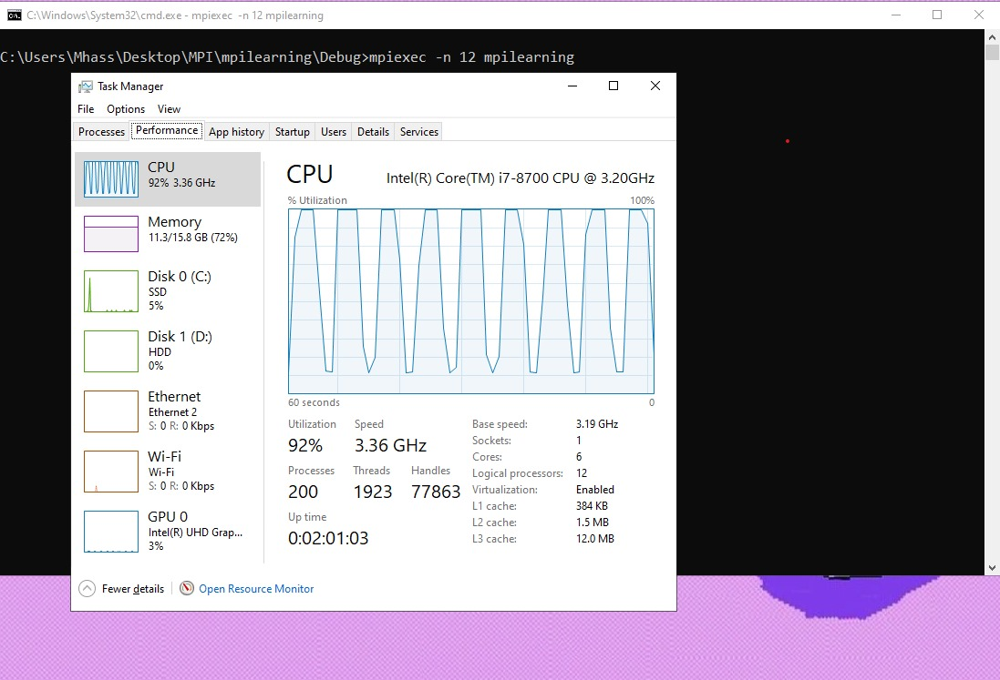 C:\Windows\System32\cmd.exe - mpiexec  -n 12 mpilearning
C:\Users\Mhass\Desktop\MPI\mpilearning\Debug>mpiexec -n 12 mpilearning
Task Manager
File Options View
Processes Performance App history Startup Users Details Services
CPU
92% 3.36 GHz
Memory
11.3/15.8 GB (72%)
Disk 0 (C:)
SSD
5%
Disk 1 (D:)
HDD
0%
Ethernet
Ethernet 2
S: 0 R: 0 Kbps
Wi-Fi
Wi-Fi
S: 0 R: 0 Kbps
GPU 0
Intel(R) UHD Grap...
3%
CPU Intel(R) Core(TM) i7-8700 CPU @ 3.20GHz
% Utilization 100%
60 seconds 0
Utilization Speed
92% 3.36 GHz
Processes Threads Handles
200 1923 77863
Up time
0:02:01:03
Base speed: 3.19 GHz
Sockets: 1
Cores: 6
Logical processors: 12
Virtualization: Enabled
L1 cache: 384 KB
L2 cache: 1.5 MB
L3 cache: 12.0 MB
Fewer details Open Resource Monitor